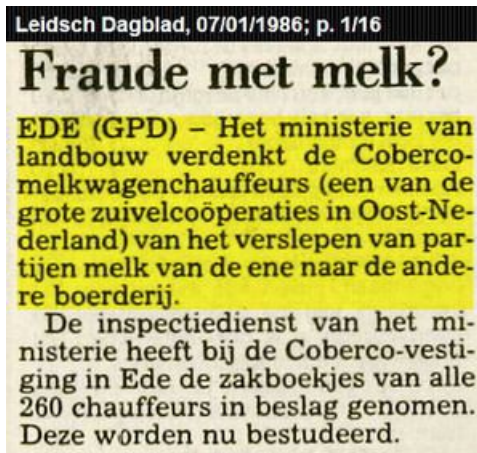 Leidsch Dagblad, 07/01/1986; p. 1/16
Fraude met melk?
EDE (GPD) – Het ministerie van
landbouw verdenkt de Coberco-
melkwagenchauffeurs (een van de
grote zuivelcoöperaties in Oost-Ne-
derland) van het verslepen van par-
tijen melk van de ene naar de ande-
re boerderij.
De inspectiedienst van het mi-
nisterie heeft bij de Coberco-vesti-
ging in Ede de zakboekjes van alle
260 chauffeurs in beslag genomen.
Deze worden nu bestudeerd.